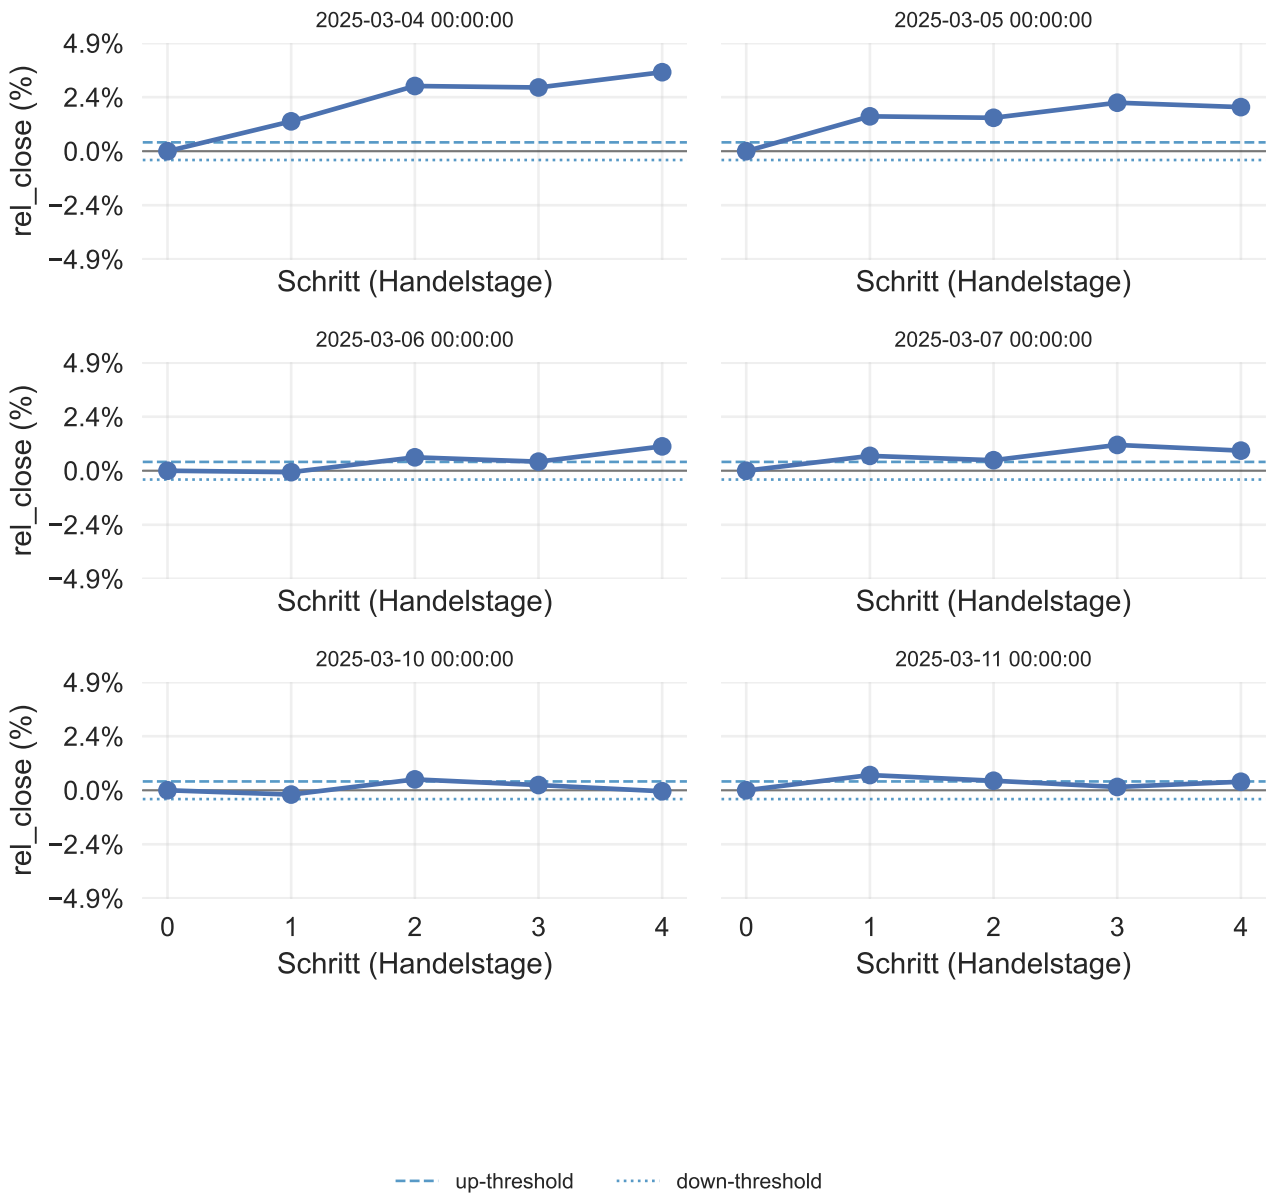 2025-03-04 00:00:00
2025-03-05 00:00:00
4.9%
2.4%
0.0%
−2.4%
−4.9%
rel_close (%)
Schritt (Handelstage)
Schritt (Handelstage)
2025-03-06 00:00:00
2025-03-07 00:00:00
4.9%
2.4%
0.0%
−2.4%
−4.9%
rel_close (%)
Schritt (Handelstage)
Schritt (Handelstage)
2025-03-10 00:00:00
2025-03-11 00:00:00
4.9%
2.4%
0.0%
−2.4%
−4.9%
rel_close (%)
0 1 2 3 4
0 1 2 3 4
Schritt (Handelstage)
Schritt (Handelstage)
up-threshold
down-threshold